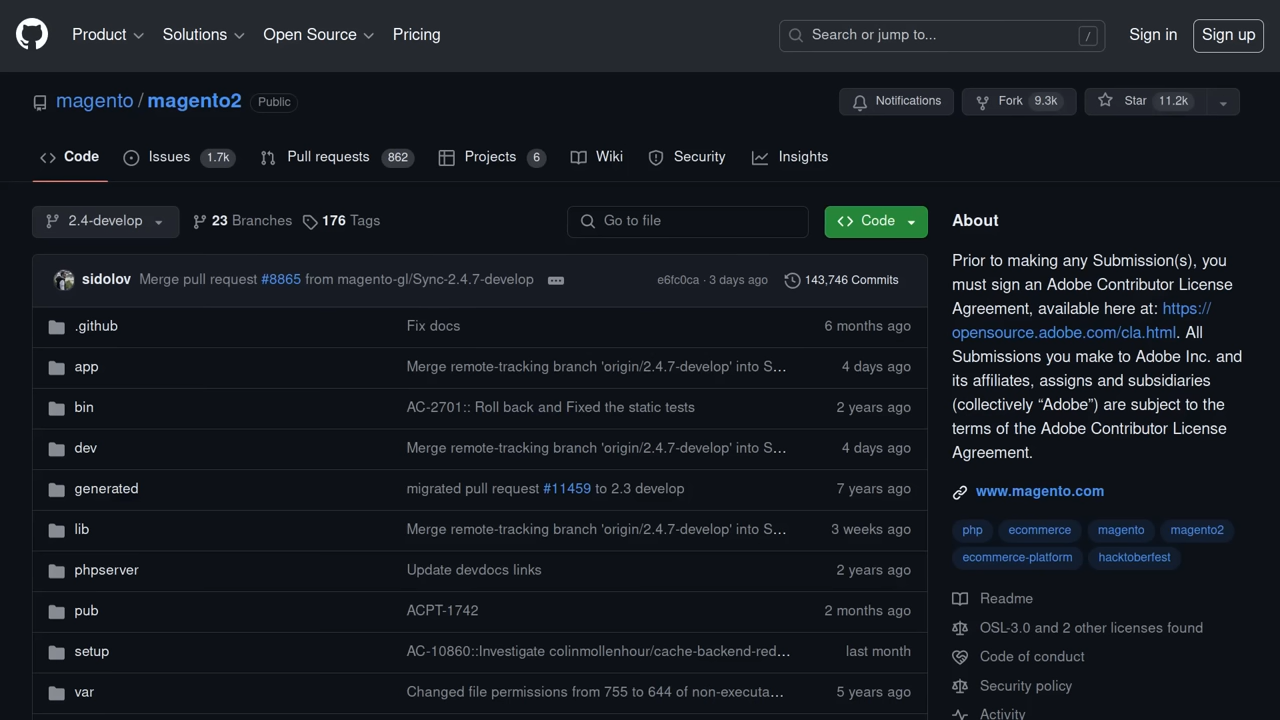 Product Solutions Open Source Pricing Search or jump to... / Sign in Sign up
magento / magento2 Public Notifications Fork 9.3k Star 11.2k
Code Issues 1.7k Pull requests 862 Projects 6 Wiki Security Insights
2.4-develop 23 Branches 176 Tags Go to file Code
sidolov Merge pull request #8865 from magento-gl/Sync-2.4.7-develop e6fc0ca · 3 days ago 143,746 Commits
.github Fix docs 6 months ago
app Merge remote-tracking branch 'origin/2.4.7-develop' into S... 4 days ago
bin AC-2701:: Roll back and Fixed the static tests 2 years ago
dev Merge remote-tracking branch 'origin/2.4.7-develop' into S... 4 days ago
generated migrated pull request #11459 to 2.3 develop 7 years ago
lib Merge remote-tracking branch 'origin/2.4.7-develop' into S... 3 weeks ago
phpserver Update devdocs links 2 years ago
pub ACPT-1742 2 months ago
setup AC-10860::Investigate colinmollenhour/cache-backend-red... last month
var Changed file permissions from 755 to 644 of non-executa... 5 years ago
About
Prior to making any Submission(s), you
must sign an Adobe Contributor License
Agreement, available here at: https://
opensource.adobe.com/cla.html. All
Submissions you make to Adobe Inc. and
its affiliates, assigns and subsidiaries
(collectively “Adobe”) are subject to the
terms of the Adobe Contributor License
Agreement.
www.magento.com
php ecommerce magento magento2
ecommerce-platform hacktoberfest
Readme
OSL-3.0 and 2 other licenses found
Code of conduct
Security policy
Activity